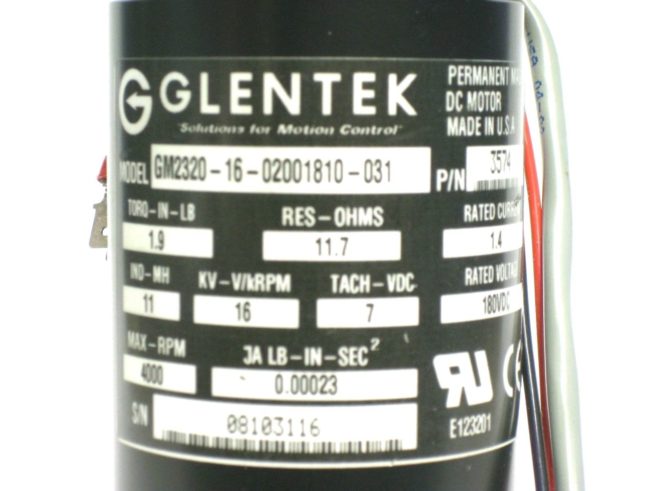 GLENTEK
Solutions for Motion Control
PERMANENT
DC MOTOR
MADE IN U.S.A
MODEL GM2320-16-02001810-031
P/N 3574
TORQ-IN-LB 1.9
RES-OHMS 11.7
RATED CURRENT 1.4
IND-MH 11
KV-V/kRPM 16
TACH-VDC 7
RATED VOLTAGE 180VDC
MAX-RPM 4000
JA LB-IN-SEC² 0.00023
S/N 08103116
E123201